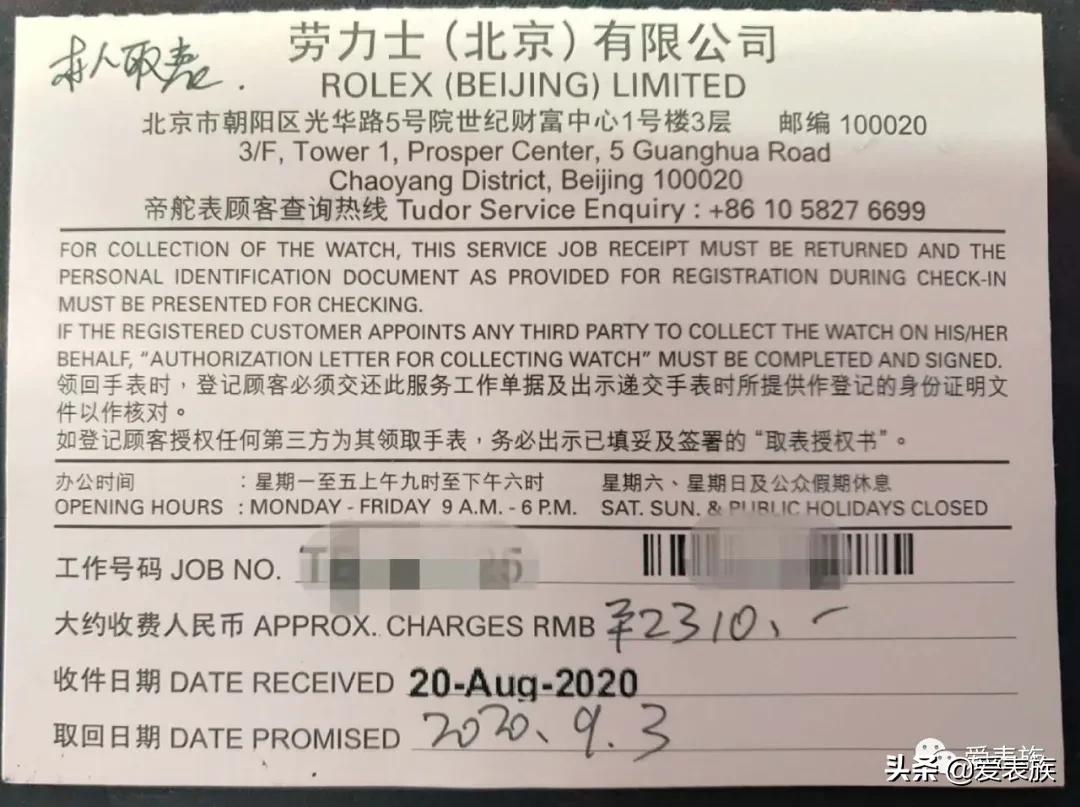 本人取表.
劳力士（北京）有限公司
ROLEX (BEIJING) LIMITED
北京市朝阳区光华路5号院世纪财富中心1号楼3层 邮编 100020
3/F, Tower 1, Prosper Center, 5 Guanghua Road
Chaoyang District, Beijing 100020
帝舵表顾客查询热线 Tudor Service Enquiry : +86 10 5827 6699
FOR COLLECTION OF THE WATCH, THIS SERVICE JOB RECEIPT MUST BE RETURNED AND THE
PERSONAL IDENTIFICATION DOCUMENT AS PROVIDED FOR REGISTRATION DURING CHECK-IN
MUST BE PRESENTED FOR CHECKING.
IF THE REGISTERED CUSTOMER APPOINTS ANY THIRD PARTY TO COLLECT THE WATCH ON HIS/HER
BEHALF, “AUTHORIZATION LETTER FOR COLLECTING WATCH” MUST BE COMPLETED AND SIGNED.
领回手表时，登记顾客必须交还此服务工作单据及出示递交手表时所提供作登记的身份证明文
件以作核对。
如登记顾客授权任何第三方为其领取手表，务必出示已填妥及签署的“取表授权书”。
办公时间 : 星期一至五上午九时至下午六时 星期六、星期日及公众假期休息
OPENING HOURS : MONDAY - FRIDAY 9 A.M. - 6 P.M. SAT. SUN. & PUBLIC HOLIDAYS CLOSED
工作号码 JOB NO.
大约收费人民币 APPROX. CHARGES RMB ¥2310.-
收件日期 DATE RECEIVED 20-Aug-2020
取回日期 DATE PROMISED 2020.9.3
爱表族
头条 @爱表族